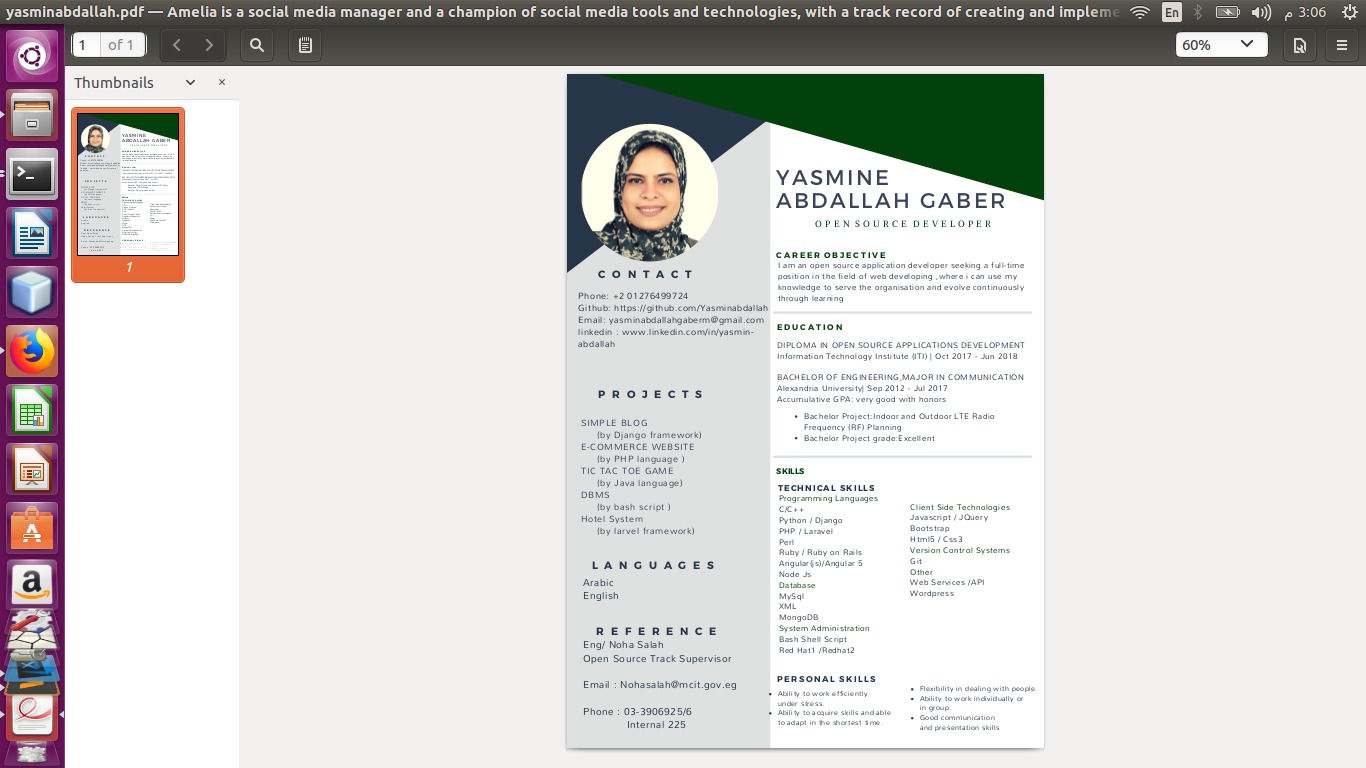 yasminabdallah.pdf — Amelia is a social media manager and a champion of social media tools and technologies, with a track record of creating and impleme
En
3:06 م
1 of 1
60%
Thumbnails
1
YASMINE
ABDALLAH GABER
OPEN SOURCE DEVELOPER
CONTACT
Phone: +2 01276499724
Github: https://github.com/Yasminabdallah
Email: yasminabdallahgaberm@gmail.com
linkedin : www.linkedin.com/in/yasmin-
abdallah
PROJECTS
SIMPLE BLOG
(by Django framework)
E-COMMERCE WEBSITE
(by PHP language )
TIC TAC TOE GAME
(by Java language)
DBMS
(by bash script )
Hotel System
(by larvel framework)
LANGUAGES
Arabic
English
REFERENCE
Eng/ Noha Salah
Open Source Track Supervisor
Email : Nohasalah@mcit.gov.eg
Phone : 03-3906925/6
Internal 225
CAREER OBJECTIVE
I am an open source application developer seeking a full-time
position in the field of web developing ,where i can use my
knowledge to serve the organisation and evolve continuously
through learning
EDUCATION
DIPLOMA IN OPEN SOURCE APPLICATIONS DEVELOPMENT
Information Technology Institute (ITI) | Oct 2017 - Jun 2018
BACHELOR OF ENGINEERING,MAJOR IN COMMUNICATION
Alexandria University| Sep 2012 - Jul 2017
Accumulative GPA: very good with honors
• Bachelor Project:Indoor and Outdoor LTE Radio
Frequency (RF) Planning
• Bachelor Project grade:Excellent
SKILLS
TECHNICAL SKILLS
Programming Languages
C/C++
Python / Django
PHP / Laravel
Perl
Ruby / Ruby on Rails
Angular(js)/Angular 5
Node Js
Database
MySql
XML
MongoDB
System Administration
Bash Shell Script
Red Hat1 /Redhat2
Client Side Technologies
Javascript / JQuery
Bootstrap
Html5 / Css3
Version Control Systems
Git
Other
Web Services /API
Wordpress
PERSONAL SKILLS
• Ability to work efficiently
under stress.
• Ability to acquire skills and able
to adapt in the shortest time.
• Flexibility in dealing with people.
• Ability to work individually or
in group.
• Good communication
and presentation skills